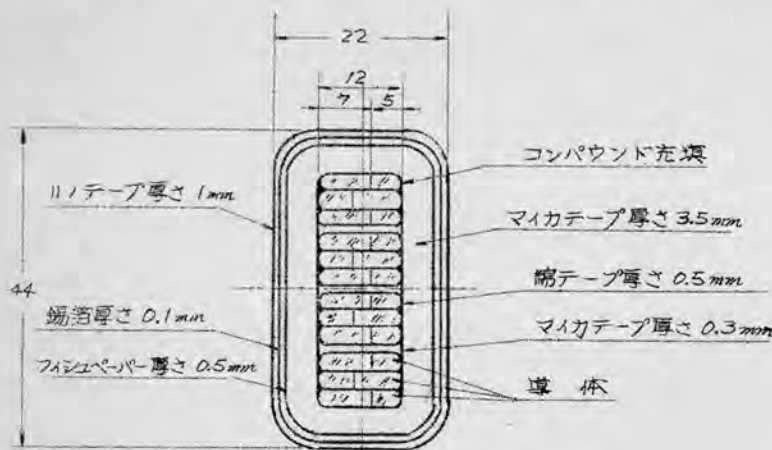 22
12
7
5
コンパウンド充填
リノテープ厚さ 1mm
マイカテープ厚さ 3.5mm
44
綿テープ厚さ 0.5mm
錫箔厚さ 0.1mm
マイカテープ厚さ 0.3mm
フィシュペーパー厚さ 0.5mm
導体